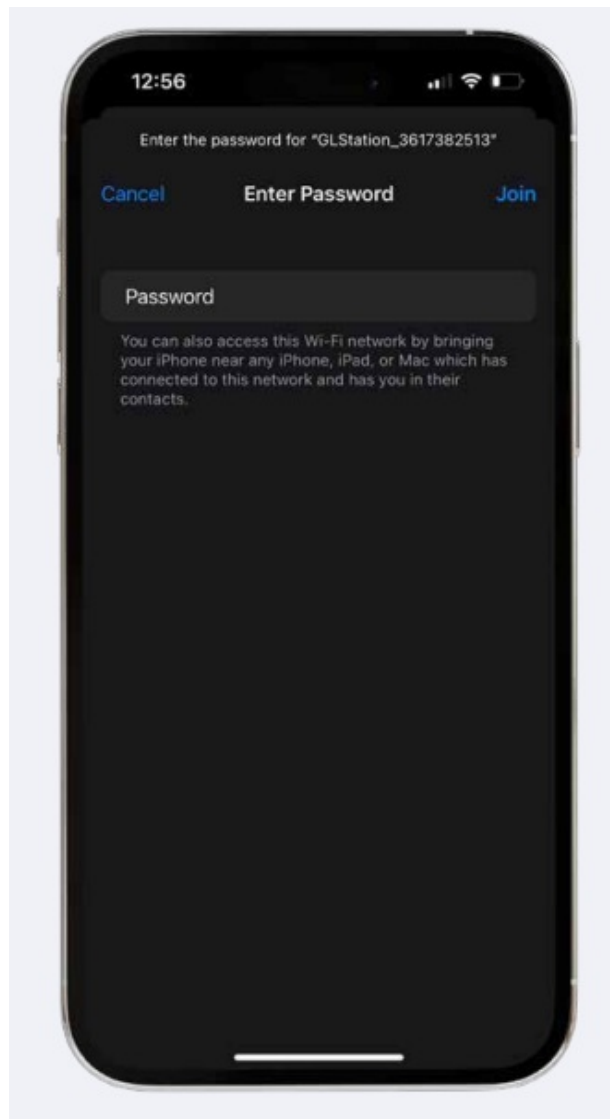 12:56
Enter the password for "GLStation_3617382513"
Cancel Enter Password Join
Password
You can also access this Wi-Fi network by bringing
your iPhone near any iPhone, iPad, or Mac which has
connected to this network and has you in their
contacts.